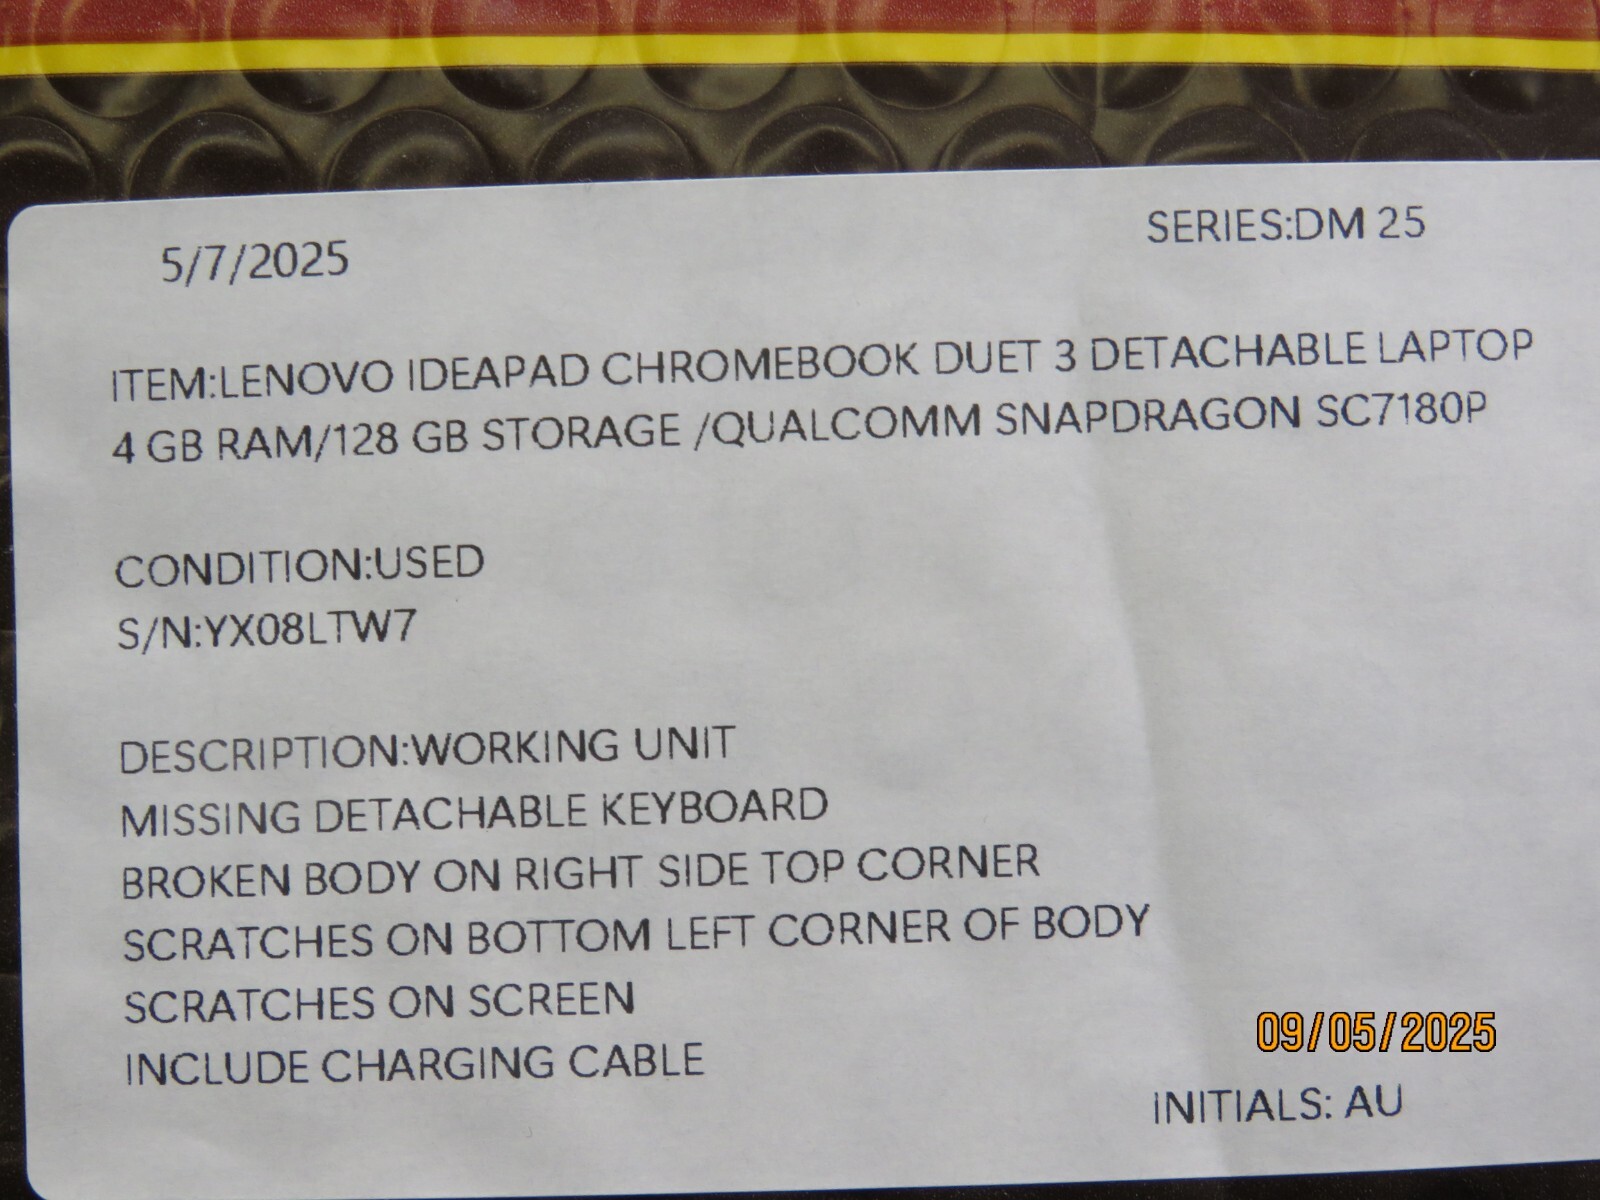 5/7/2025
SERIES:DM 25
ITEM:LENOVO IDEAPAD CHROMEBOOK DUET 3 DETACHABLE LAPTOP
4 GB RAM/128 GB STORAGE /QUALCOMM SNAPDRAGON SC7180P
CONDITION:USED
S/N:YX08LTW7
DESCRIPTION:WORKING UNIT
MISSING DETACHABLE KEYBOARD
BROKEN BODY ON RIGHT SIDE TOP CORNER
SCRATCHES ON BOTTOM LEFT CORNER OF BODY
SCRATCHES ON SCREEN
INCLUDE CHARGING CABLE
09/05/2025
INITIALS: AU